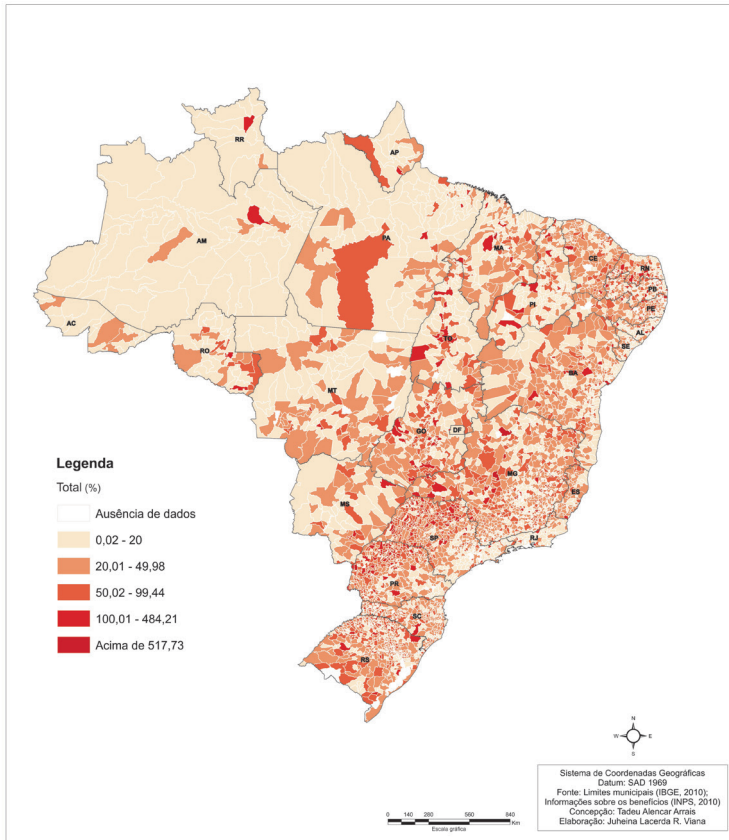 RR
AP
AM
PA
MA
CE
RN
PB
PE
AL
SE
PI
TO
AC
RO
BA
MT
GO
DF
MG
ES
MS
SP
RJ
PR
SC
RS
Legenda
Total (%)
Ausência de dados
0,02 - 20
20,01 - 49,98
50,02 - 99,44
100,01 - 484,21
Acima de 517,73
N
W E
S
0 140 280 560 840
Km
Escala gráfica
Sistema de Coordenadas Geográficas
Datum: SAD 1969
Fonte: Limites municipais (IBGE, 2010);
Informações sobre os benefícios (INPS, 2010)
Concepção: Tadeu Alencar Arrais
Elaboração: Juheina Lacerda R. Viana